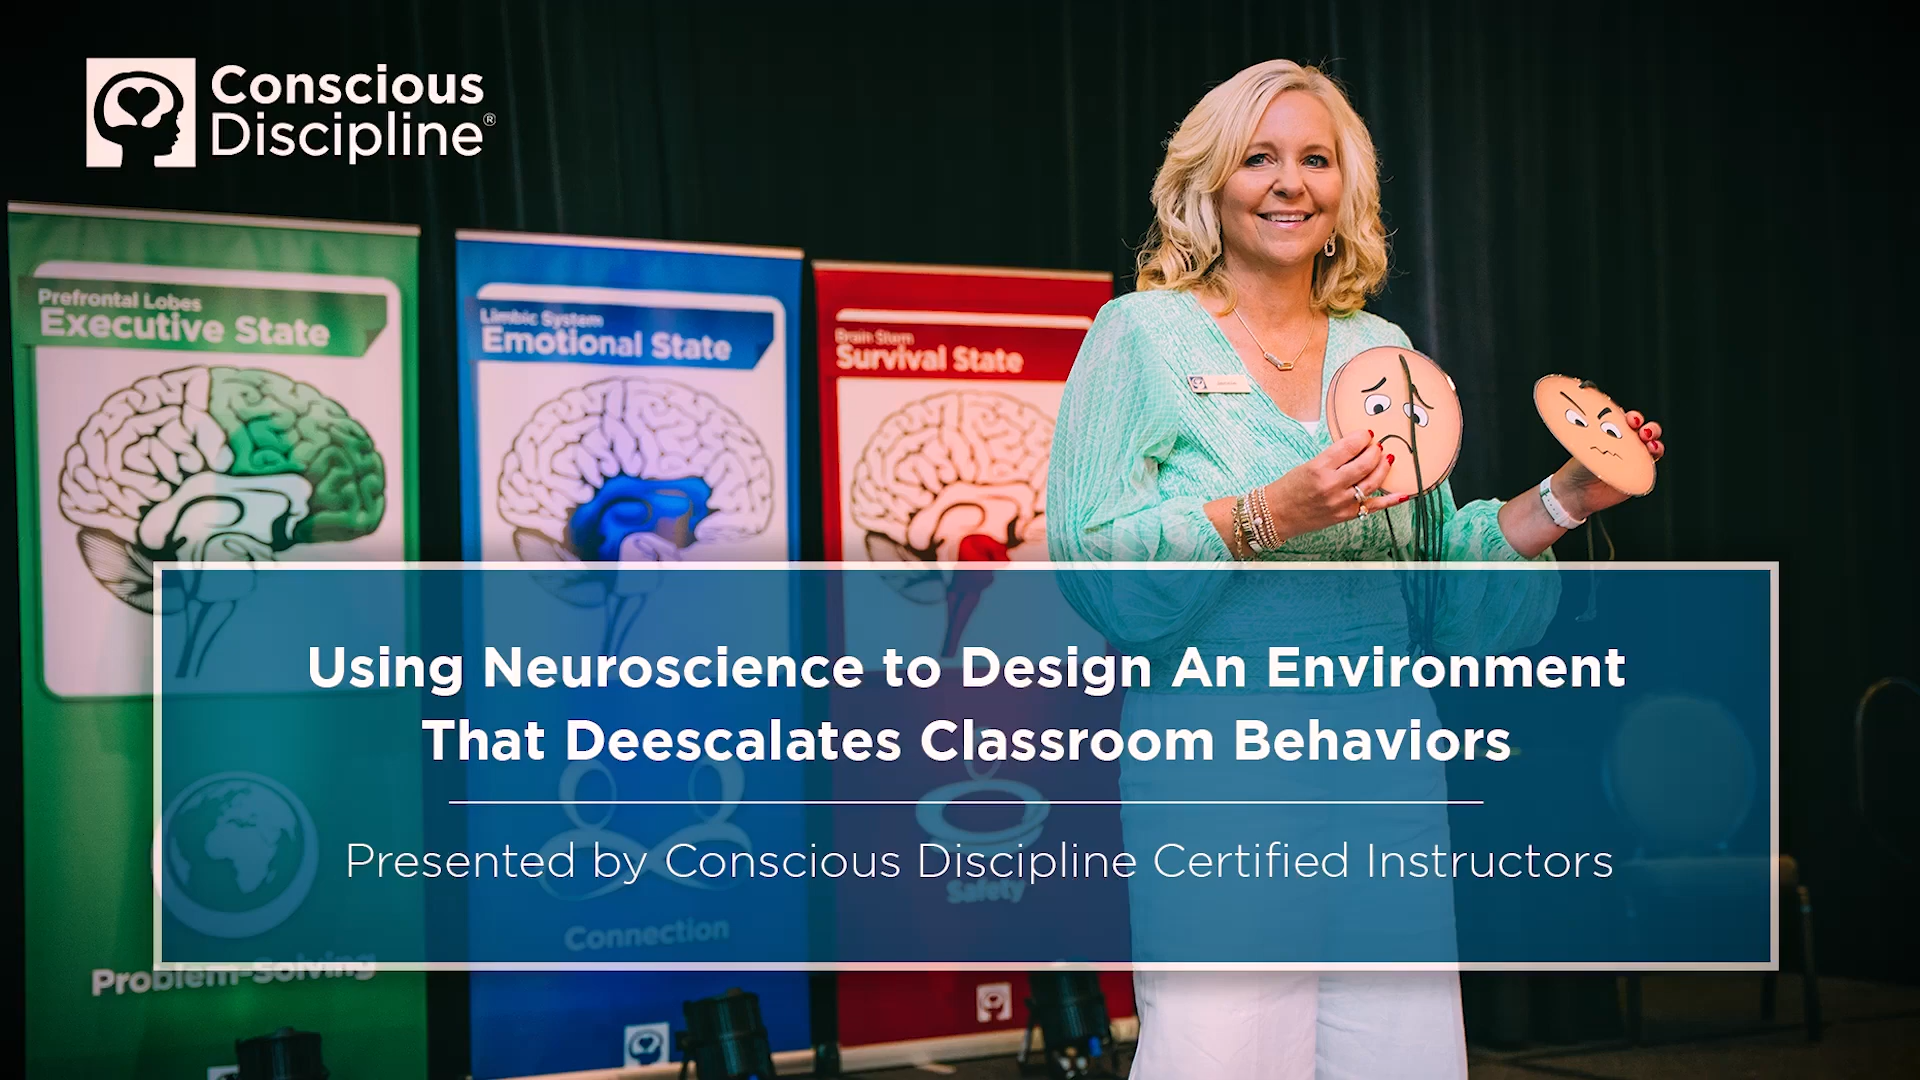 Conscious
Discipline®
Prefrontal Lobes
Executive State
Limbic System
Emotional State
Brain Stem
Survival State
Using Neuroscience to Design An Environment
That Deescalates Classroom Behaviors
Presented by Conscious Discipline Certified Instructors
Safety
Connection
Problem-Solving